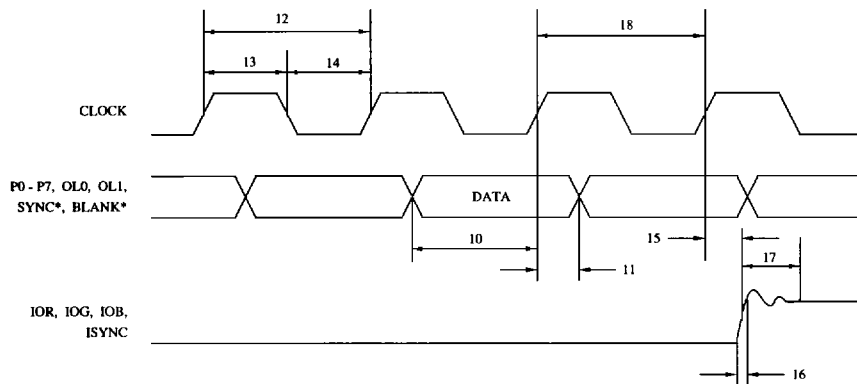 12
18
13
14
CLOCK
P0 - P7, OL0, OL1,
SYNC*, BLANK*
DATA
10
15
17
11
IOR, IOG, IOB,
ISYNC
16